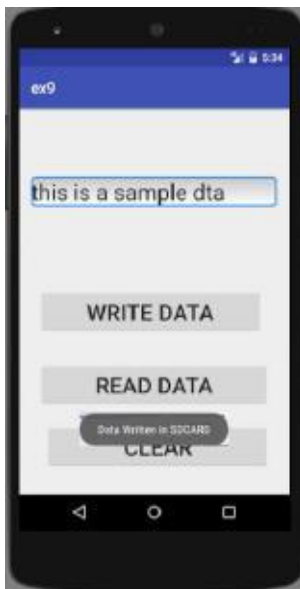 5:34
ex9
this is a sample dta
WRITE DATA
READ DATA
Data Written in SDCARD
CLEAR